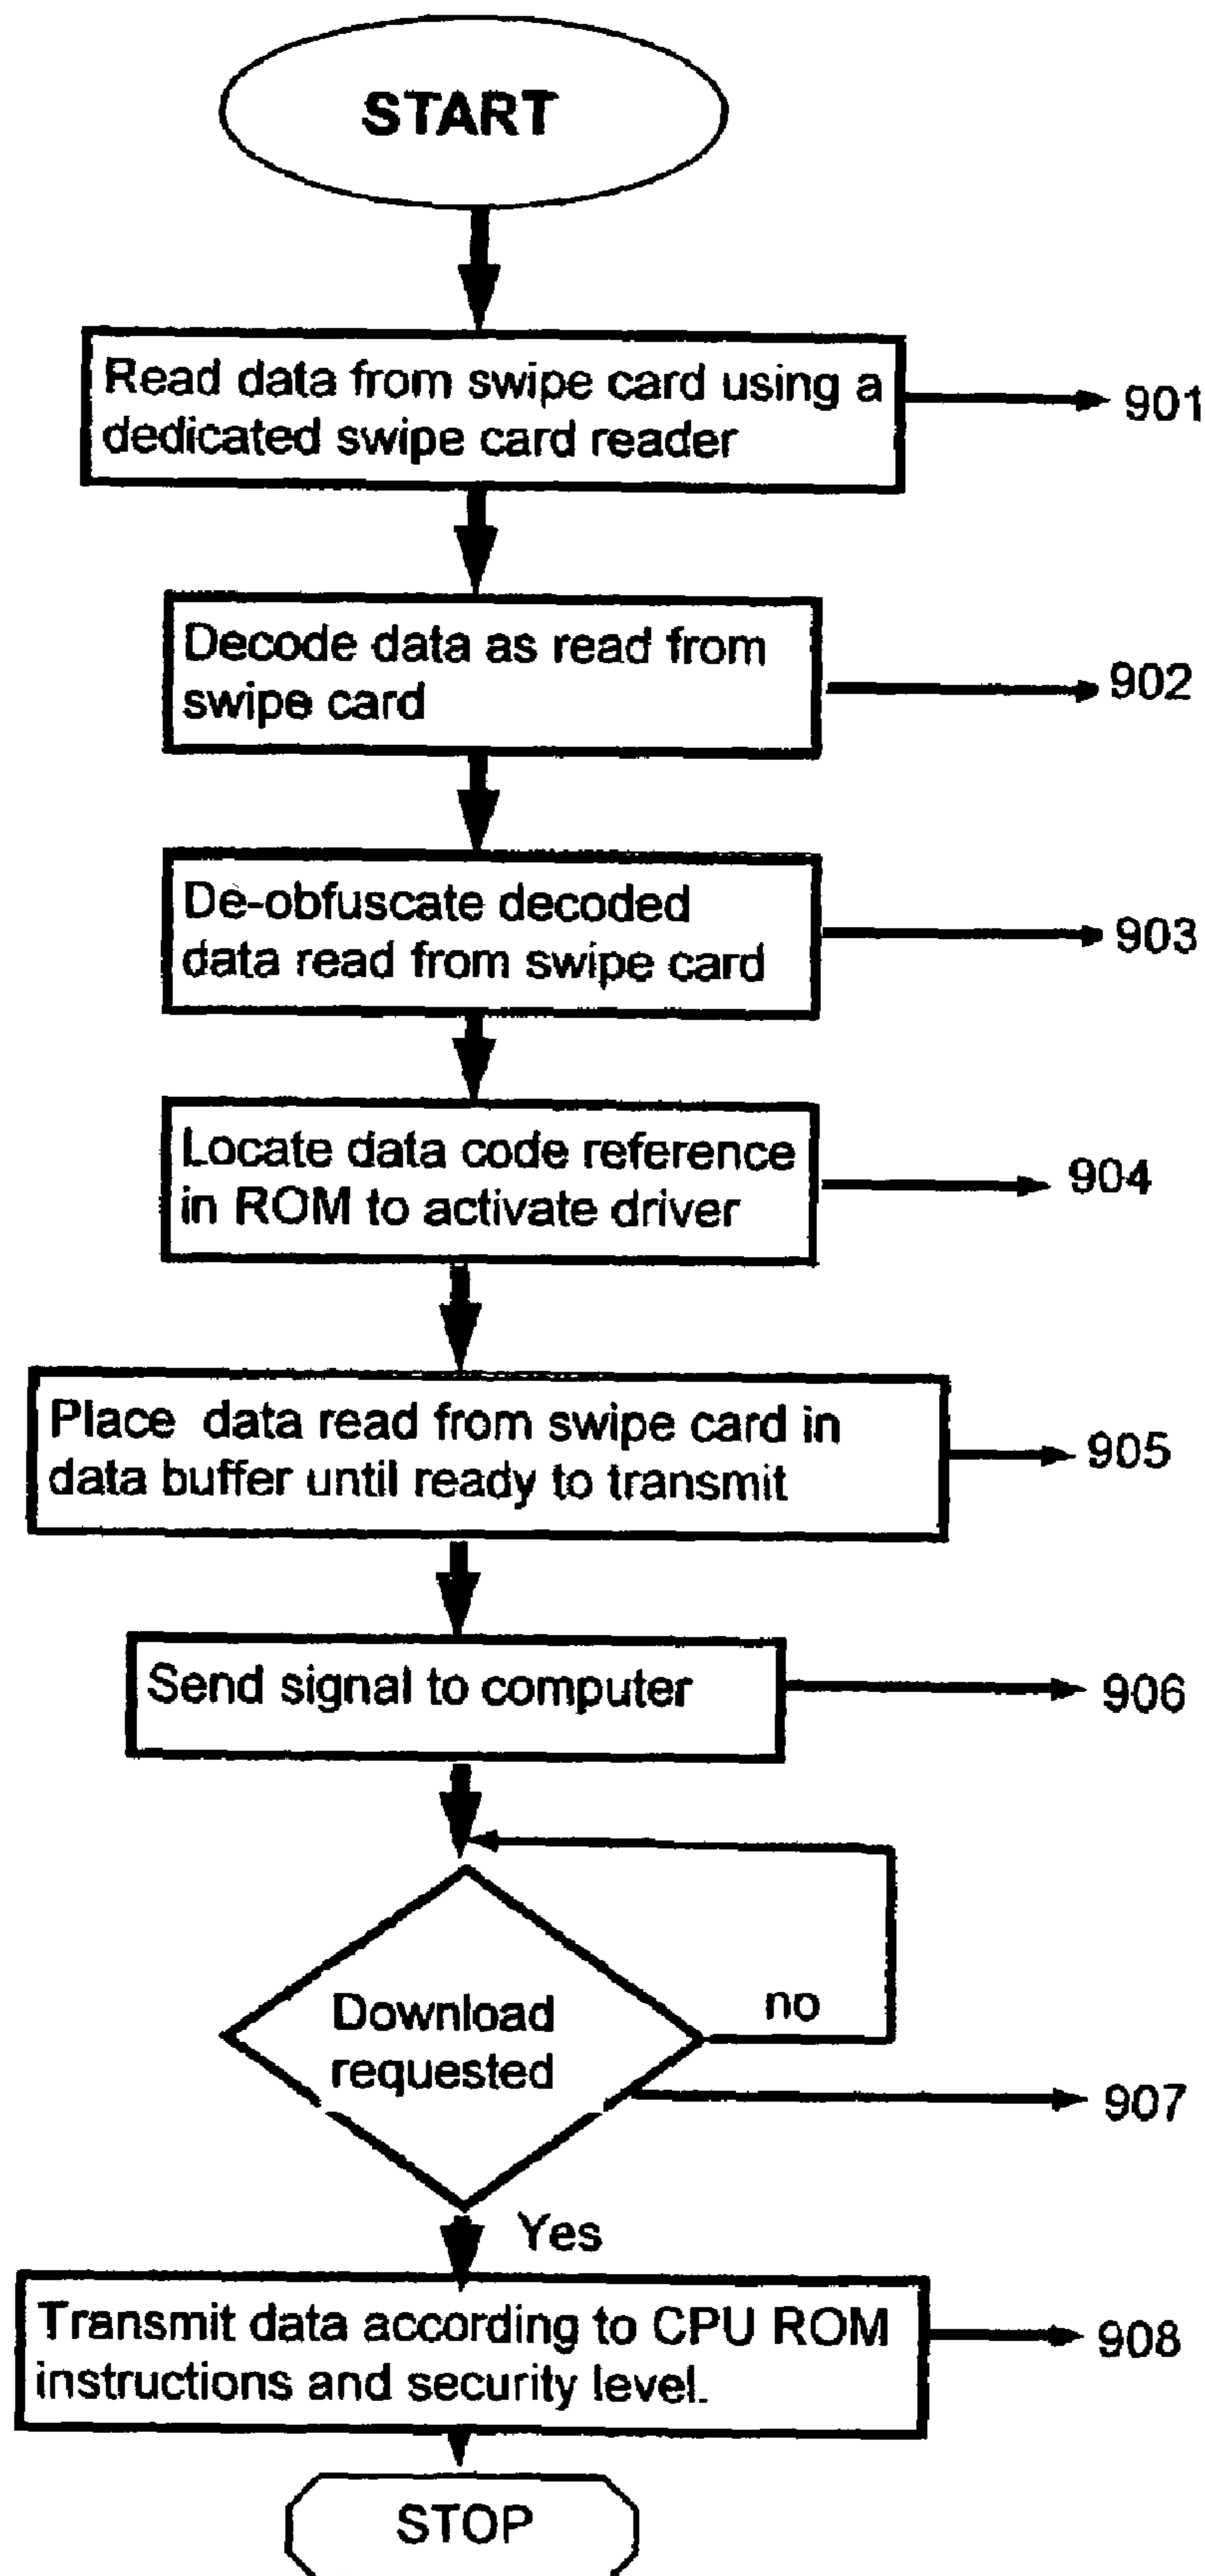 START
Read data from swipe card using a
dedicated swipe card reader
901
Decode data as read from
swipe card
902
De-obfuscate decoded
data read from swipe card
903
Locate data code reference
in ROM to activate driver
904
Place data read from swipe card in
data buffer until ready to transmit
905
Send signal to computer
906
Download
requested
no
907
Yes
Transmit data according to CPU ROM
instructions and security level.
908
STOP